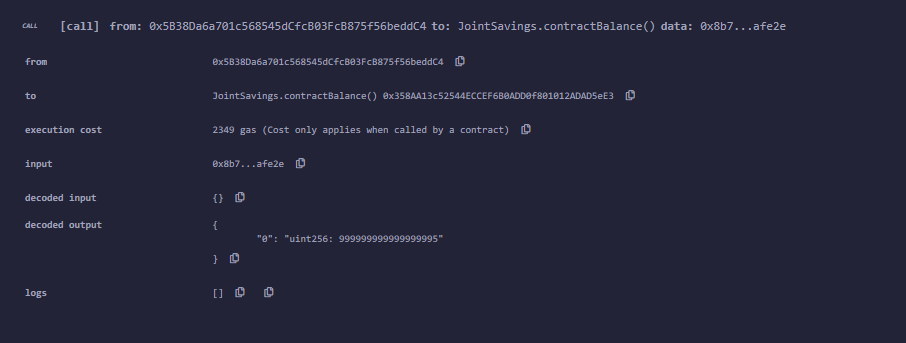 CALL [call] from: 0x5B38Da6a701c568545dCfcB03FcB875f56beddC4 to: JointSavings.contractBalance() data: 0x8b7...afe2e
from 0x5B38Da6a701c568545dCfcB03FcB875f56beddC4
to JointSavings.contractBalance() 0x358AA13c52544ECCEF6B0ADD0f801012ADAD5eE3
execution cost 2349 gas (Cost only applies when called by a contract)
input 0x8b7...afe2e
decoded input {}
decoded output {
"0": "uint256: 999999999999999995"
}
logs []